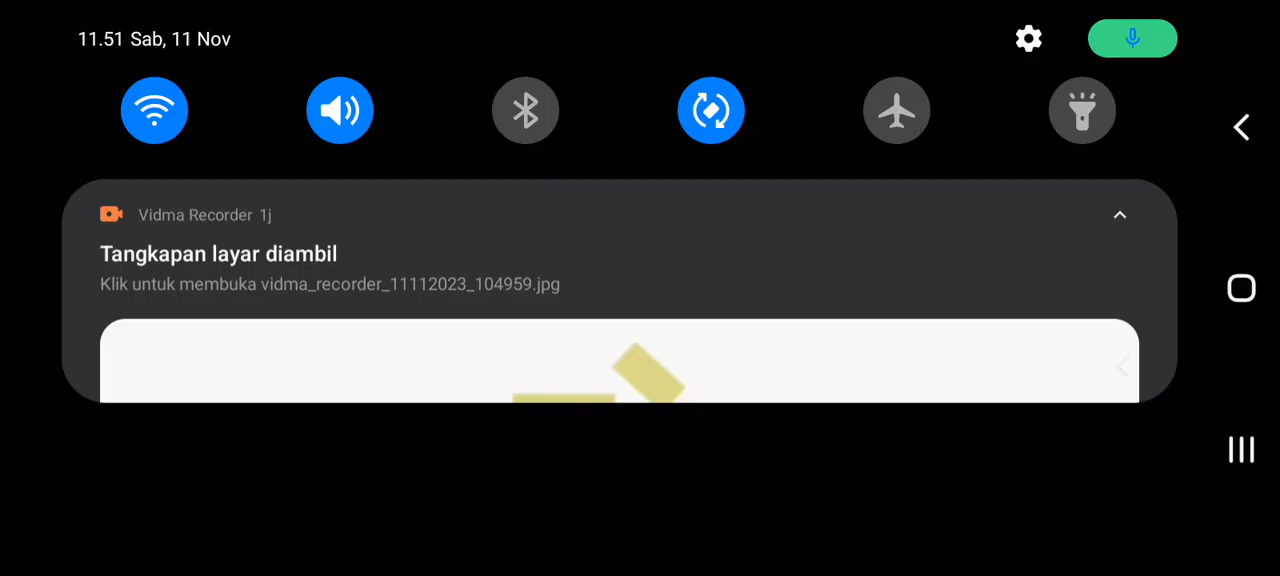 11.51 Sab, 11 Nov
Vidma Recorder 1j
Tangkapan layar diambil
Klik untuk membuka vidma_recorder_11112023_104959.jpg